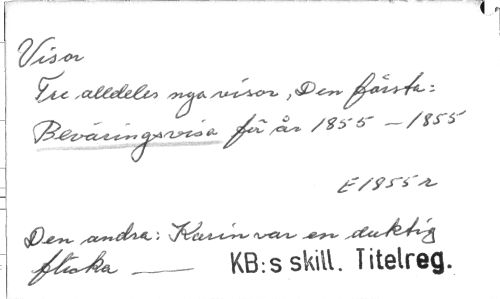 Visor
Tre alldeles nya visor, Den första:
Beväringsvisa för år 1855 - 1855
E 1855 r
Den andra: Karin var en duktig
flicka ——— KB:s skill. Titelreg.